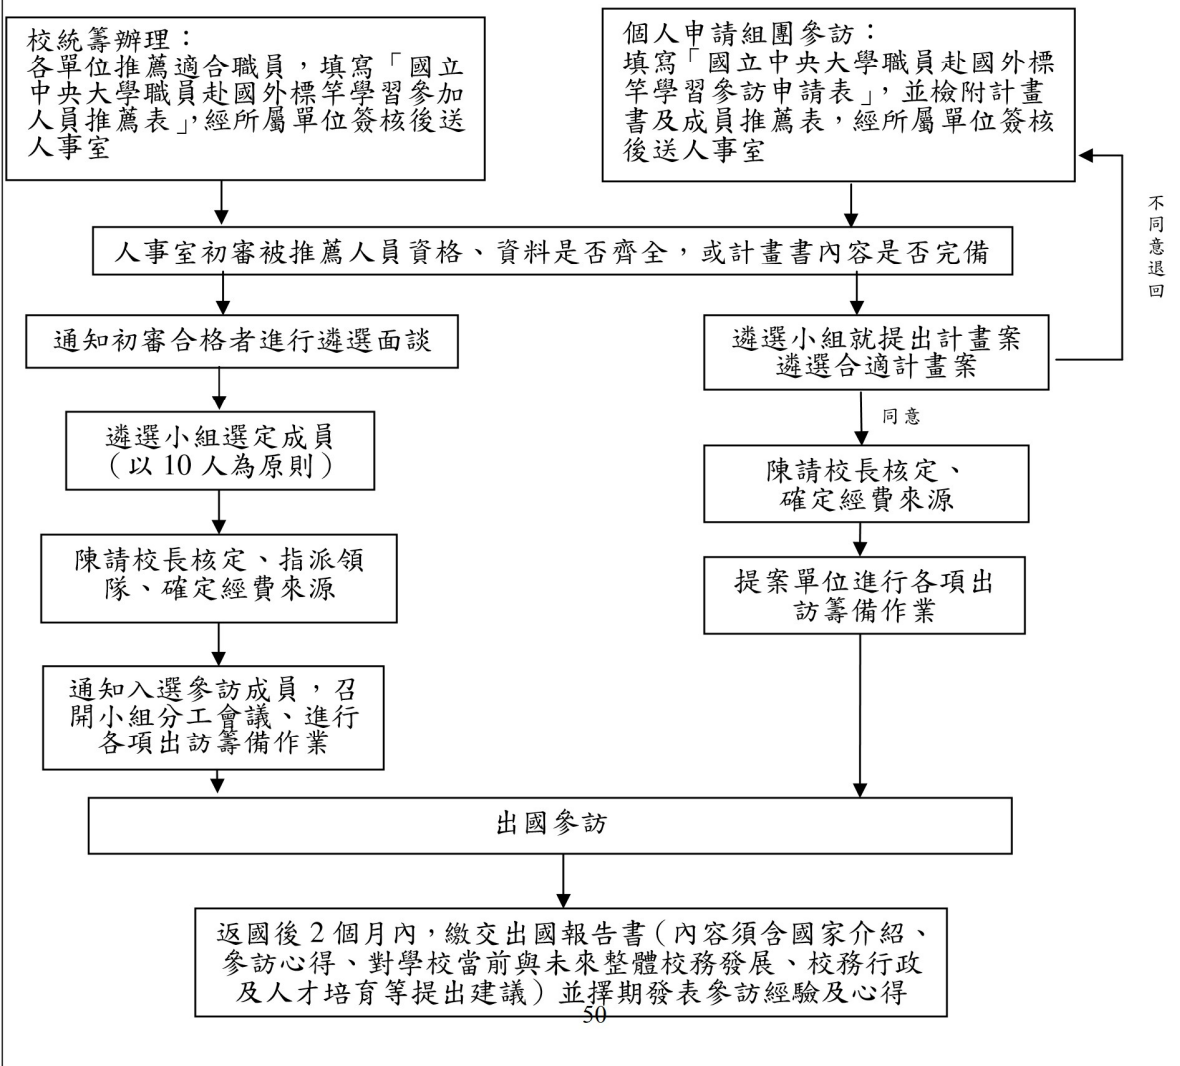 校統籌辦理：
各單位推薦適合職員，填寫「國立
中央大學職員赴國外標竿學習參加
人員推薦表」，經所屬單位簽核後送
人事室
個人申請組團參訪：
填寫「國立中央大學職員赴國外標
竿學習參訪申請表」，並檢附計畫
書及成員推薦表，經所屬單位簽核
後送人事室
不同意退回
人事室初審被推薦人員資格、資料是否齊全，或計畫書內容是否完備
通知初審合格者進行遴選面談
遴選小組就提出計畫案
遴選合適計畫案
同意
遴選小組選定成員
（以 10 人為原則）
陳請校長核定、
確定經費來源
陳請校長核定、指派領
隊、確定經費來源
提案單位進行各項出
訪籌備作業
通知入選參訪成員，召
開小組分工會議、進行
各項出訪籌備作業
出國參訪
返國後 2 個月內，繳交出國報告書（內容須含國家介紹、
參訪心得、對學校當前與未來整體校務發展、校務行政
及人才培育等提出建議）並擇期發表參訪經驗及心得
50